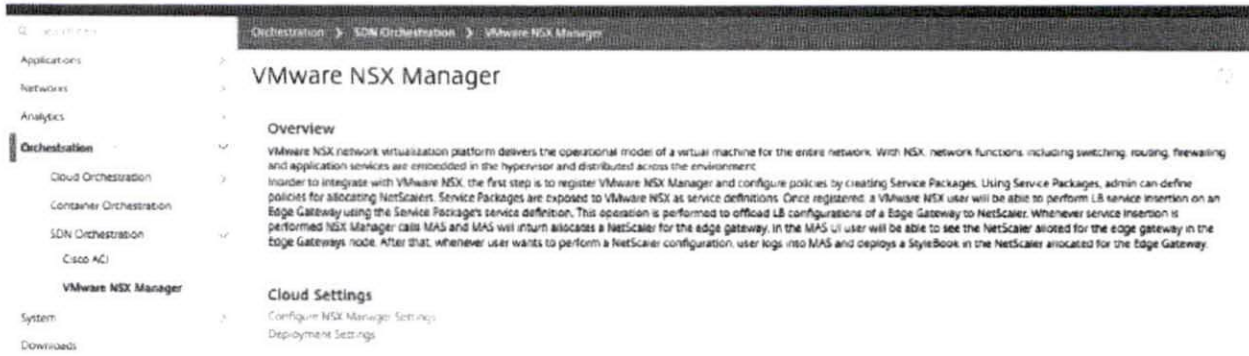 Orchestration > SDN Orchestration > VMware NSX Manager
Applications
Networks
Analytics
Orchestration
Cloud Orchestration
Container Orchestration
SDN Orchestration
Cisco ACI
VMware NSX Manager
System
Downloads
VMware NSX Manager
Overview
VMware NSX network virtualization platform delivers the operational model of a virtual machine for the entire network. With NSX, network functions including switching, routing, firewalling
and application services are embedded in the hypervisor and distributed across the environment
Inorder to integrate with VMware NSX, the first step is to register VMware NSX Manager and configure policies by creating Service Packages. Using Service Packages, admin can define
policies for allocating NetScalers. Service Packages are exposed to VMware NSX as service definitions. Once registered, a VMware NSX user will be able to perform LB service insertion on an
Edge Gateway using the Service Package's service definition. This operation is performed to offload LB configurations of a Edge Gateway to NetScaler. Whenever service insertion is
performed NSX Manager calls MAS and MAS will inturn allocates a NetScaler for the edge gateway. In the MAS UI user will be able to see the NetScaler alloted for the edge gateway in the
Edge Gateways node. After that, whenever user wants to perform a NetScaler configuration, user logs into MAS and deploys a StyleBook in the NetScaler allocated for the Edge Gateway.
Cloud Settings
Configure NSX Manager Settings
Deployment Settings